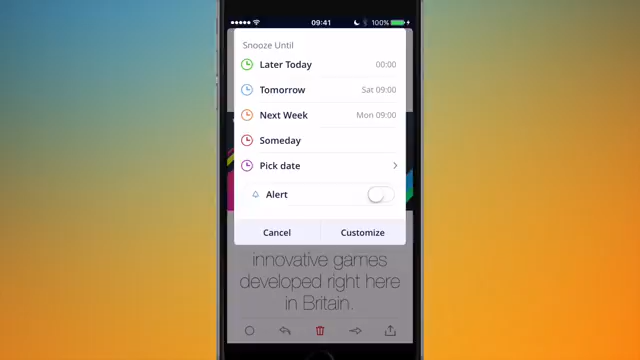 09:41
100%
Snooze Until
Later Today 00:00
Tomorrow Sat 09:00
Next Week Mon 09:00
Someday
Pick date
Alert
Cancel Customize
innovative games
developed right here
in Britain.